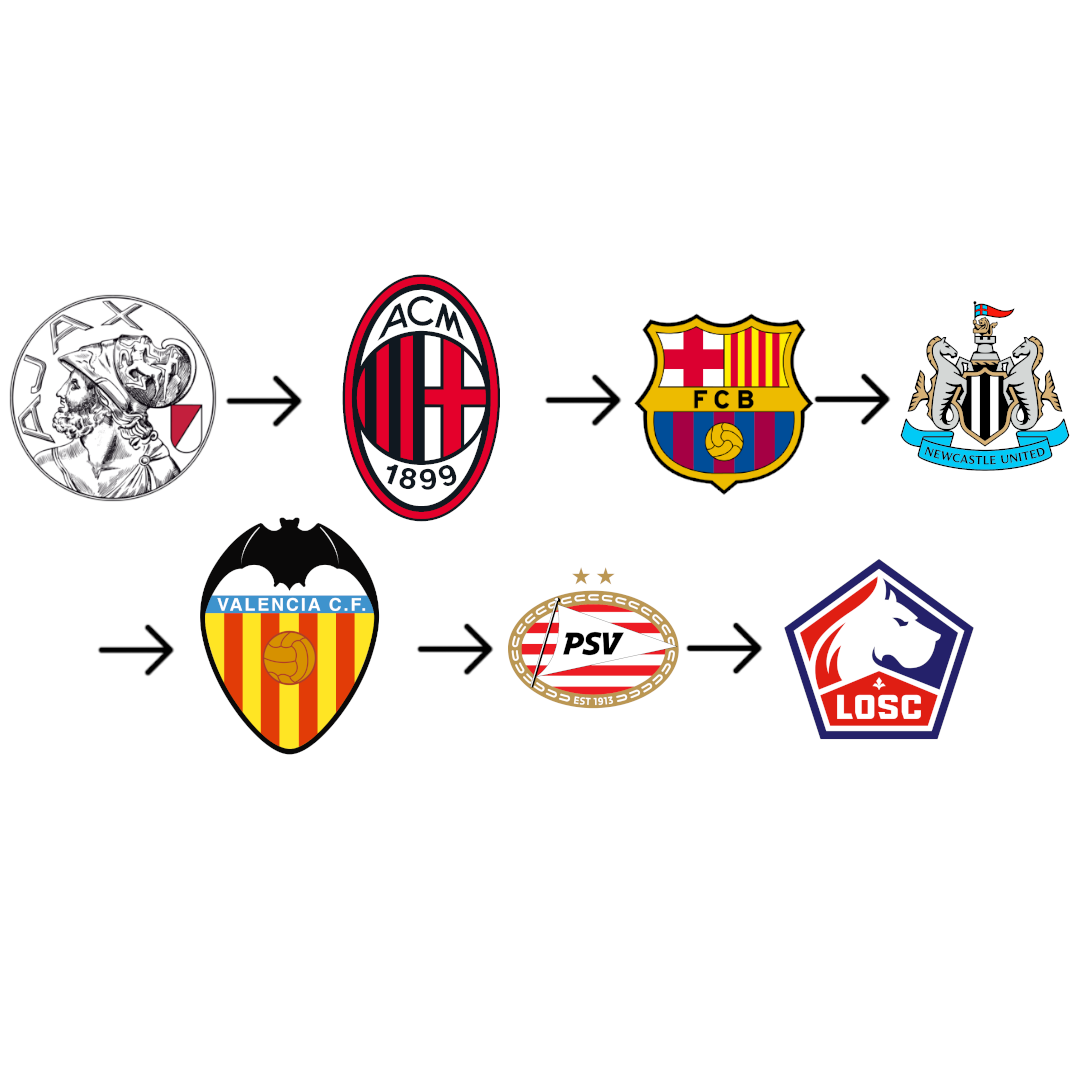 AJAX
ACM
1899
FCB
NEWCASTLE UNITED
VALENCIA C.F.
PSV
EST 1913
LOSC